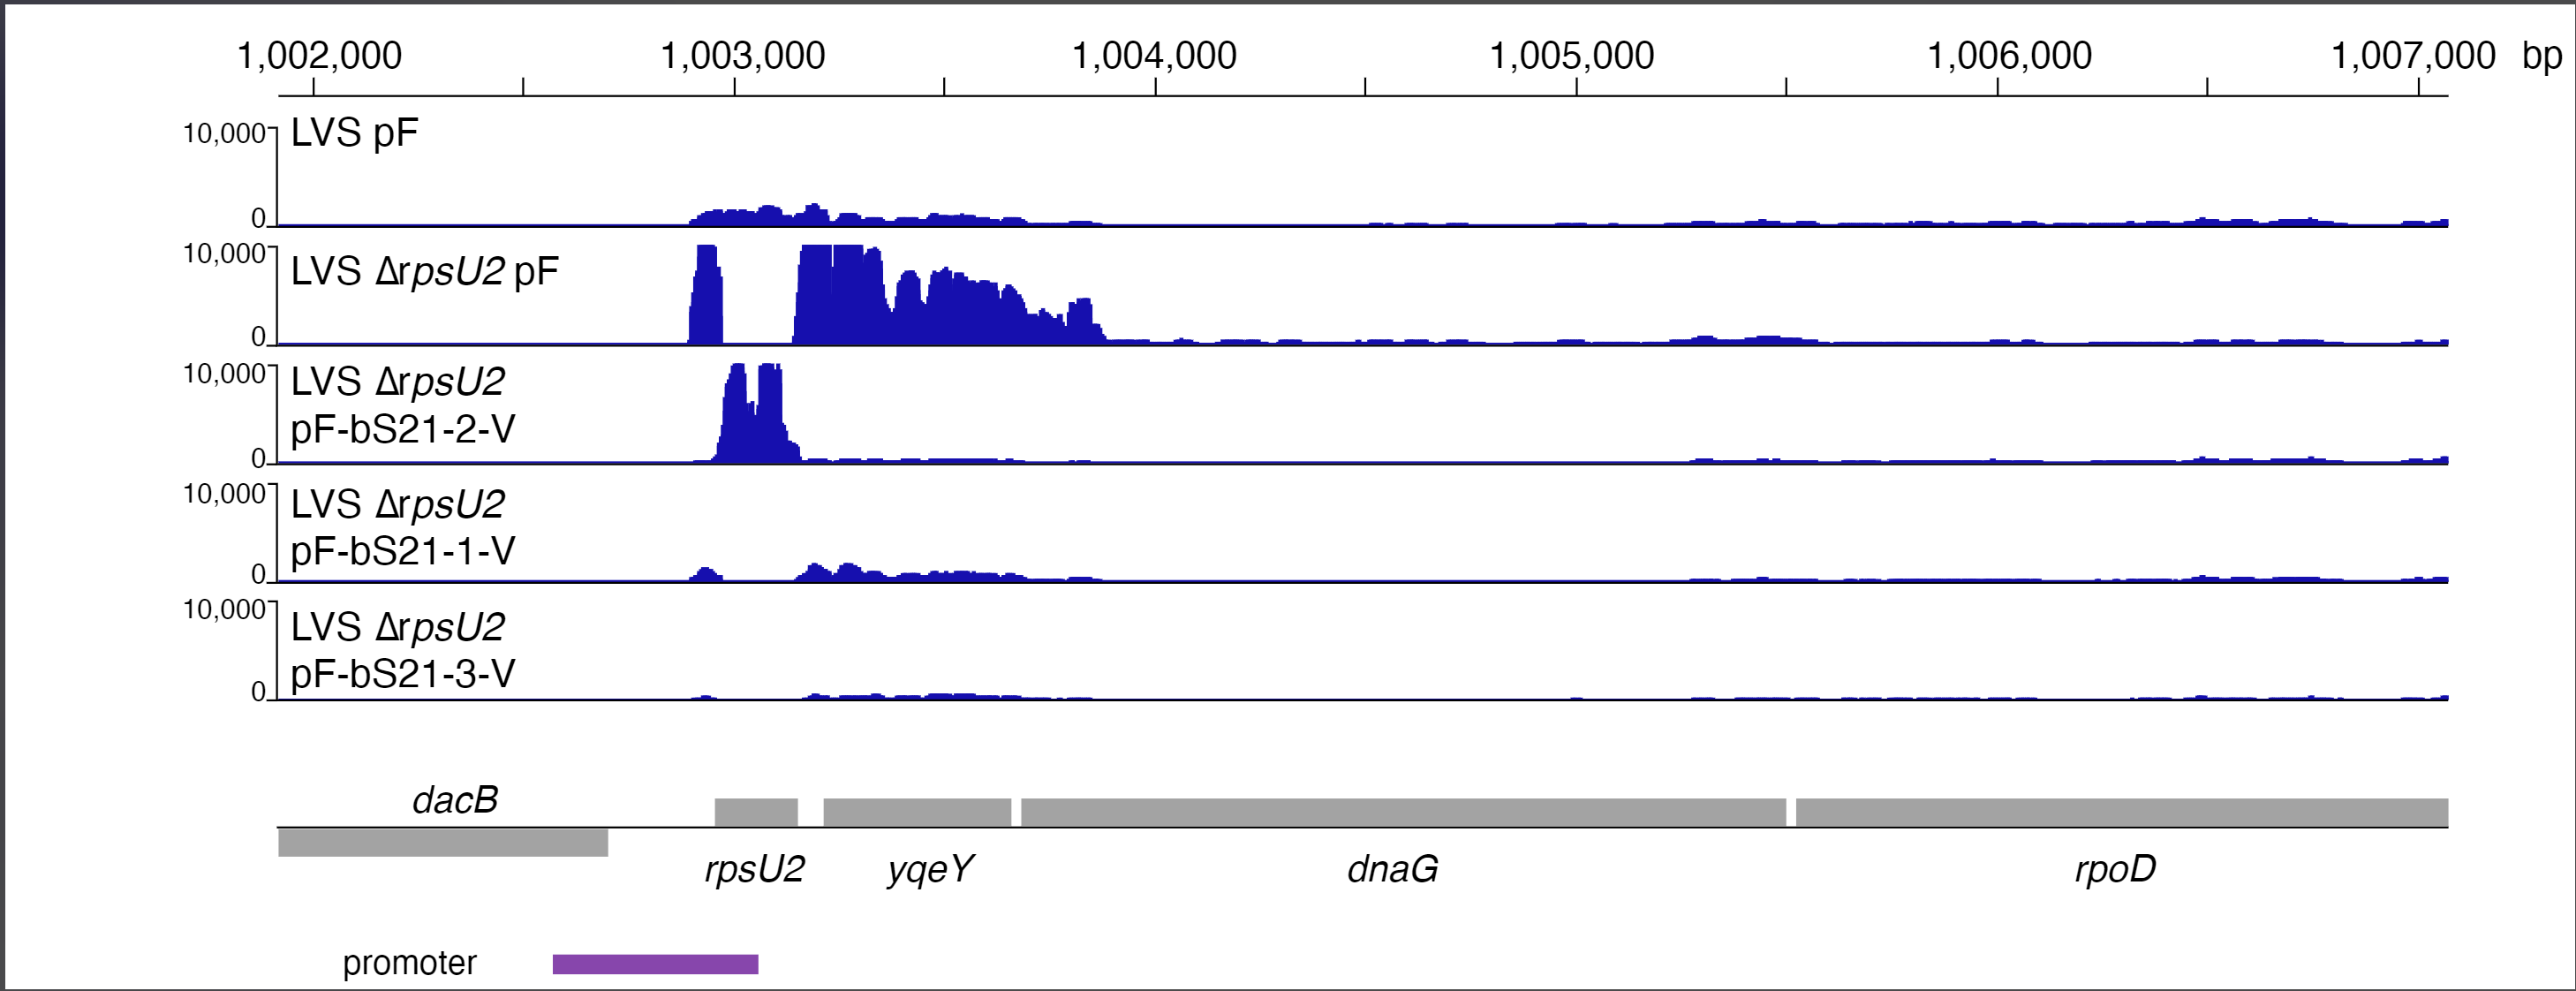 1,002,000 1,003,000 1,004,000 1,005,000 1,006,000 1,007,000 bp
10,000 LVS pF
0
10,000
LVS ΔrpsU2 pF
0
10,000 LVS ΔrpsU2
pF-bS21-2-V
0
10,000 LVS ΔrpsU2
pF-bS21-1-V
0
10,000
LVS ΔrpsU2
pF-bS21-3-V
0
dacB
rpsU2 yqeY dnaG rpoD
promoter